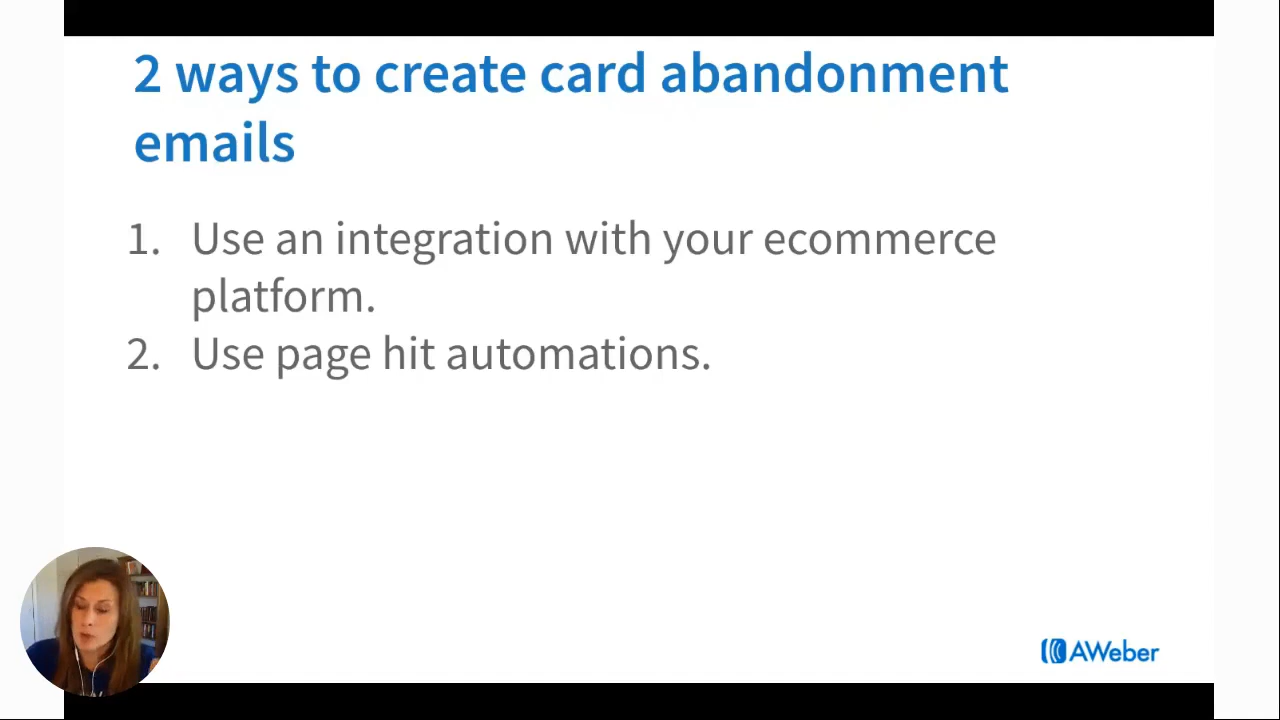 2 ways to create card abandonment
emails
1. Use an integration with your ecommerce
platform.
2. Use page hit automations.
AWeber